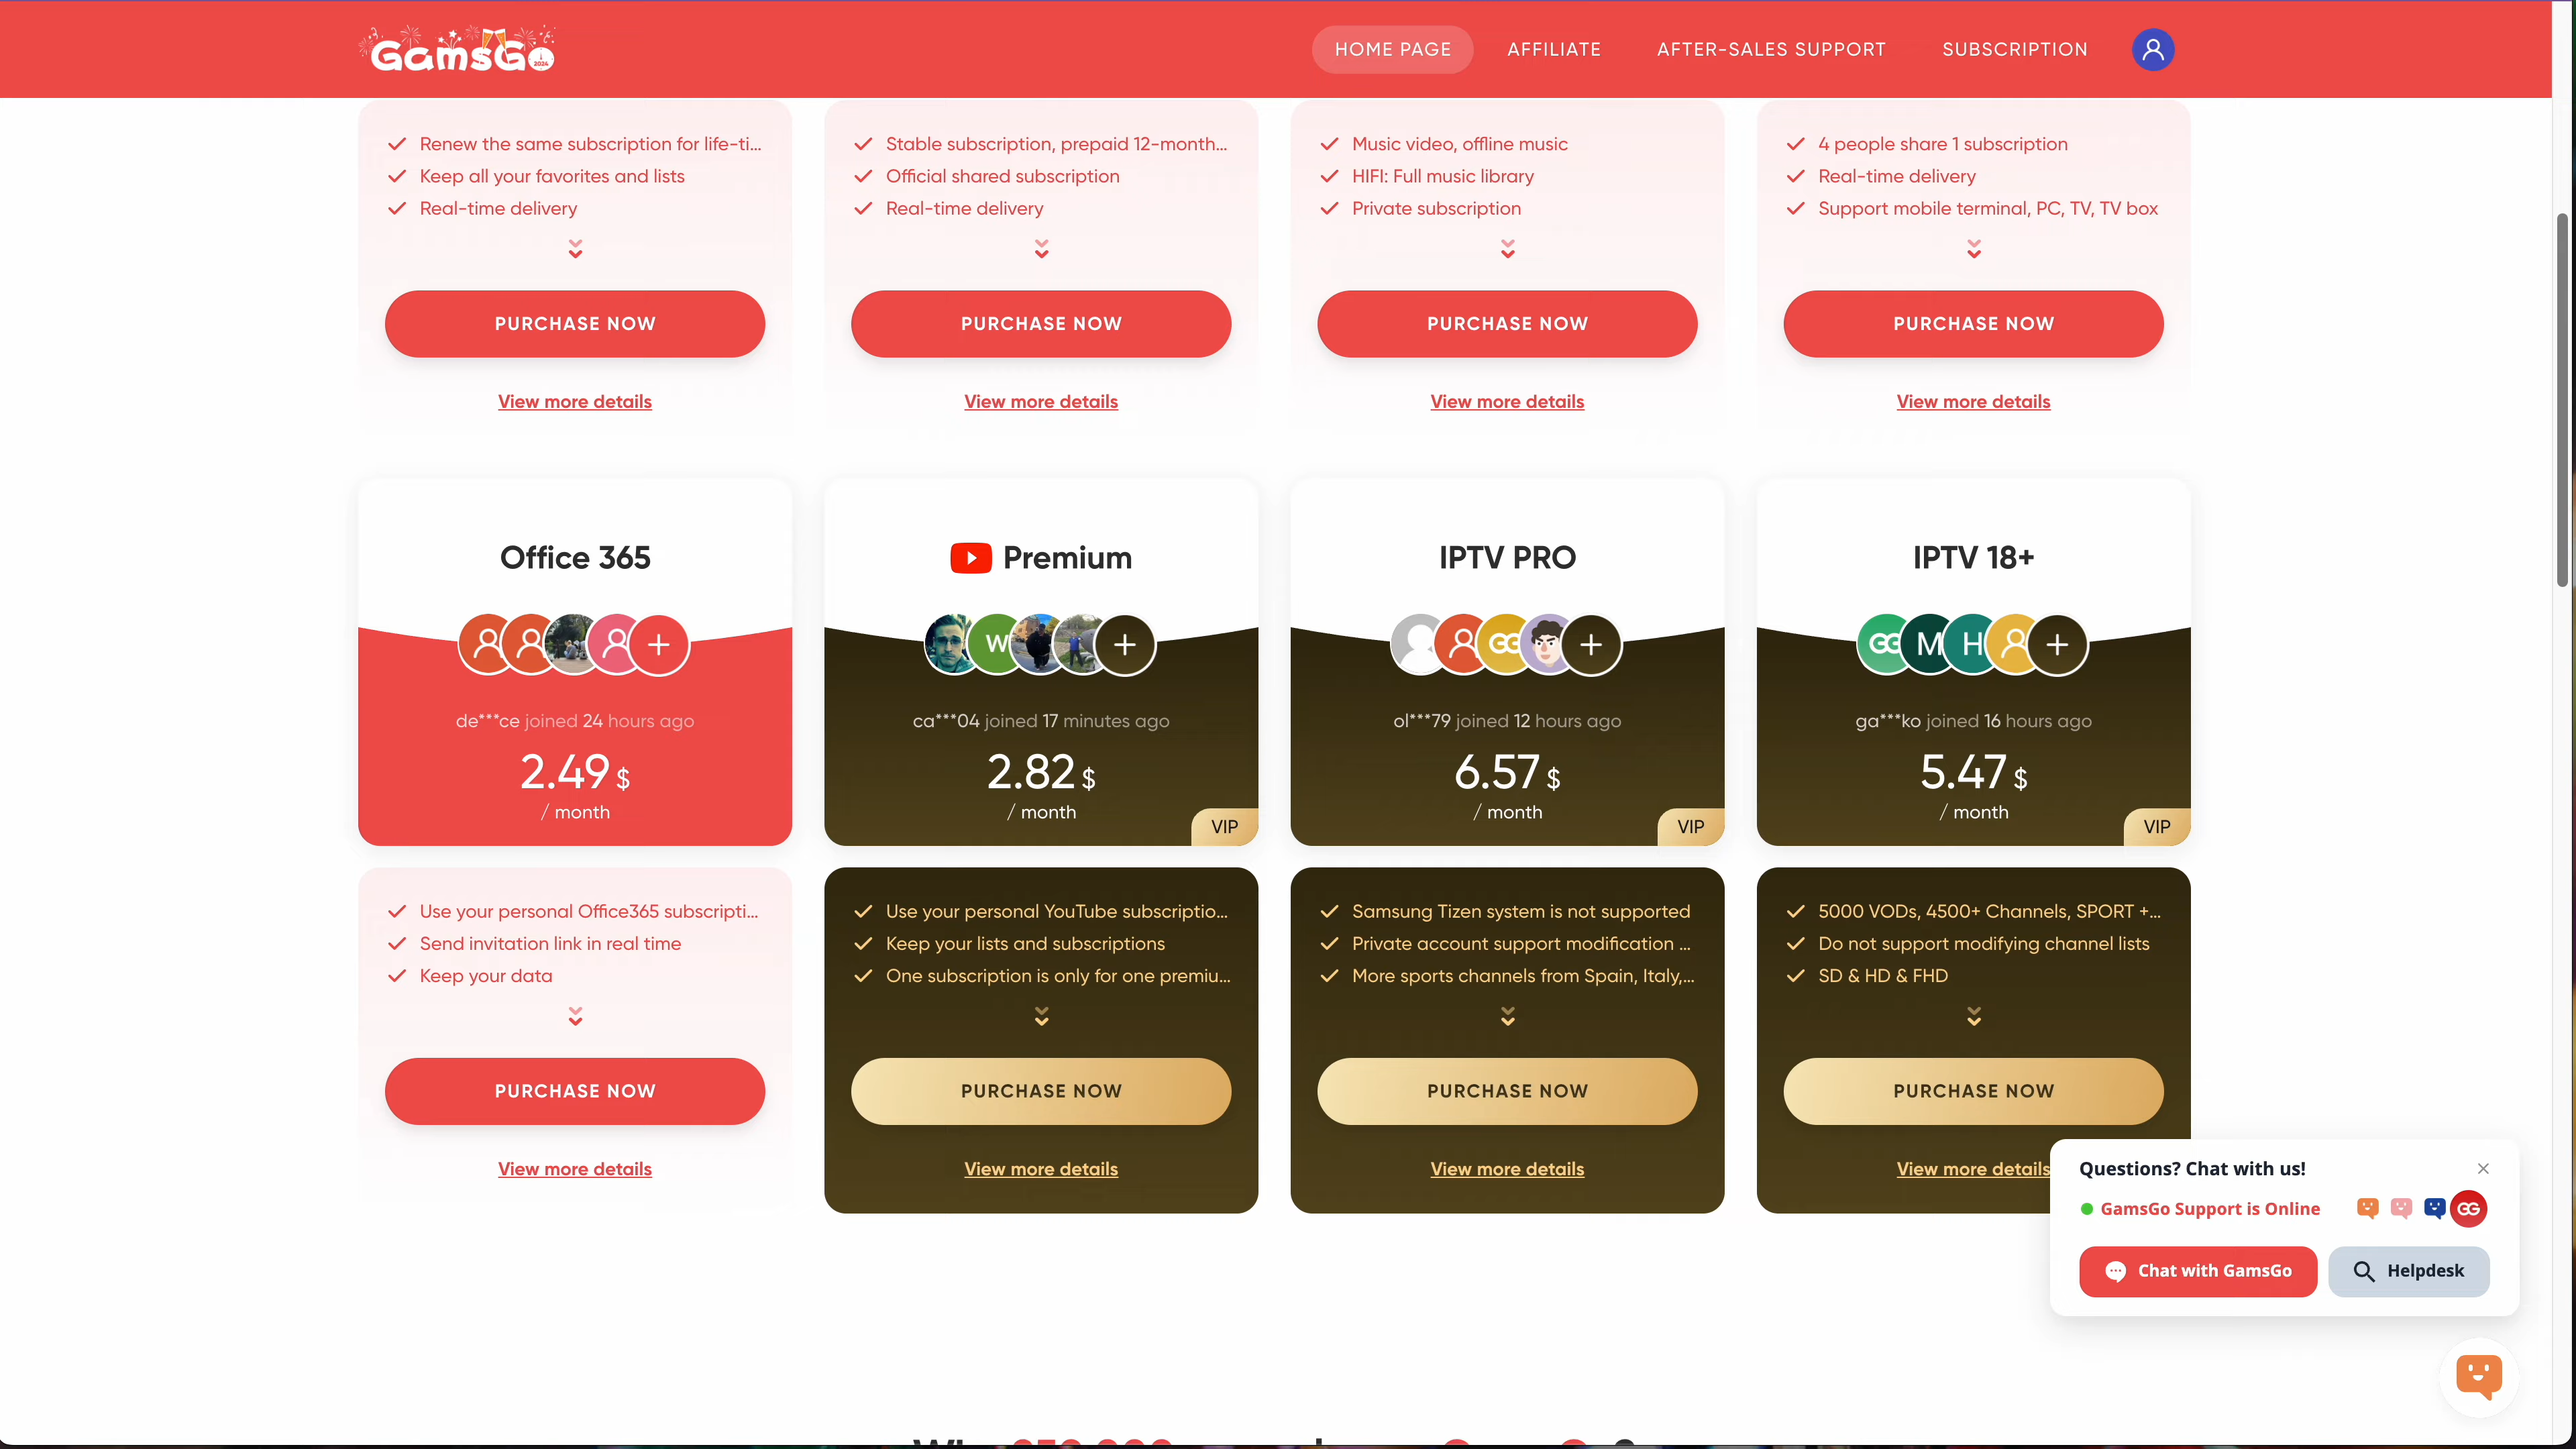 GamsGo
2024
HOME PAGE
AFFILIATE
AFTER-SALES SUPPORT
SUBSCRIPTION
Renew the same subscription for life-ti...
Keep all your favorites and lists
Real-time delivery
PURCHASE NOW
View more details
Stable subscription, prepaid 12-month...
Official shared subscription
Real-time delivery
PURCHASE NOW
View more details
Music video, offline music
HIFI: Full music library
Private subscription
PURCHASE NOW
View more details
4 people share 1 subscription
Real-time delivery
Support mobile terminal, PC, TV, TV box
PURCHASE NOW
View more details
Office 365
de***ce joined 24 hours ago
2.49 $
/ month
Use your personal Office365 subscripti...
Send invitation link in real time
Keep your data
PURCHASE NOW
View more details
Premium
W
ca***04 joined 17 minutes ago
2.82 $
/ month
VIP
Use your personal YouTube subscriptio...
Keep your lists and subscriptions
One subscription is only for one premiu...
PURCHASE NOW
View more details
IPTV PRO
GG
ol***79 joined 12 hours ago
6.57 $
/ month
VIP
Samsung Tizen system is not supported
Private account support modification ...
More sports channels from Spain, Italy,...
PURCHASE NOW
View more details
IPTV 18+
GG M H
ga***ko joined 16 hours ago
5.47 $
/ month
VIP
5000 VODs, 4500+ Channels, SPORT +...
Do not support modifying channel lists
SD & HD & FHD
PURCHASE NOW
View more details
Questions? Chat with us!
GamsGo Support is Online
GG
Chat with GamsGo
Helpdesk